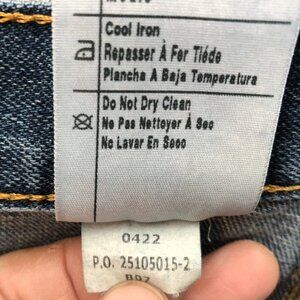 Cool Iron
Repasser À Fer Tiéde
Plancha A Baja Temperatura
Do Not Dry Clean
Ne Pas Nettoyer À Sec
No Lavar En Seco
0422
P.O. 25105015-2